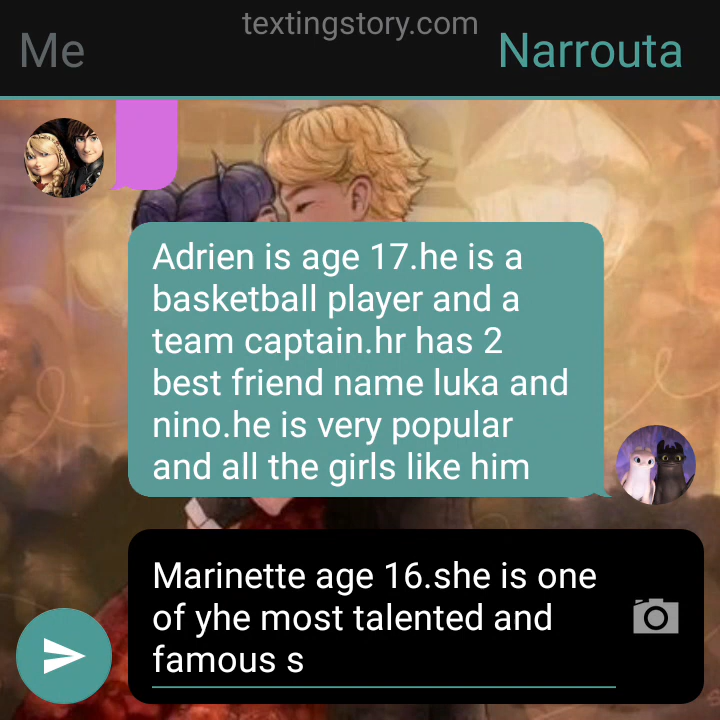 textingstory.com
Me
Narrouta
Adrien is age 17.he is a
basketball player and a
team captain.hr has 2
best friend name luka and
nino.he is very popular
and all the girls like him
Marinette age 16.she is one
of yhe most talented and
famous s